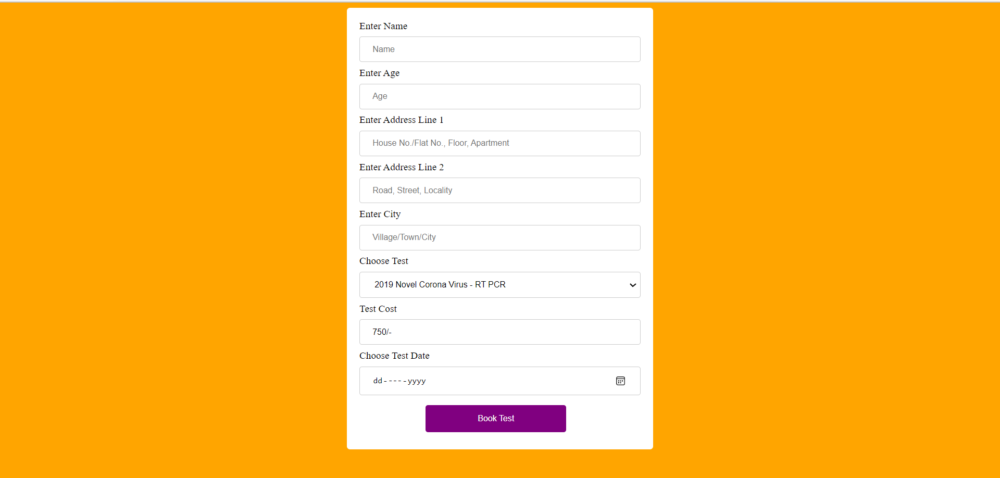 Enter Name
Name
Enter Age
Age
Enter Address Line 1
House No./Flat No., Floor, Apartment
Enter Address Line 2
Road, Street, Locality
Enter City
Village/Town/City
Choose Test
2019 Novel Corona Virus - RT PCR
Test Cost
750/-
Choose Test Date
dd-----yyyy
Book Test